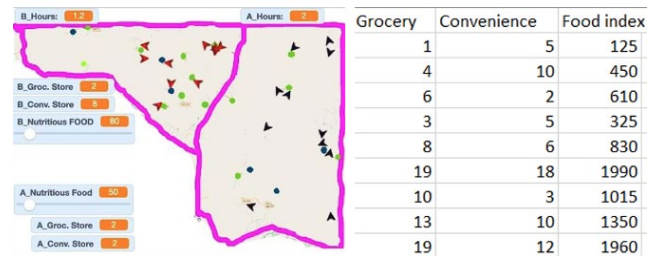 B_Hours: 1.2
A_Hours: 2
B_Groc. Store 2
B_Conv. Store 8
B_Nutritious FOOD 80
A_Nutritious Food 50
A_Groc. Store 2
A_Conv. Store 2
Grocery Convenience Food index
1 5 125
4 10 450
6 2 610
3 5 325
8 6 830
19 18 1990
10 3 1015
13 10 1350
19 12 1960